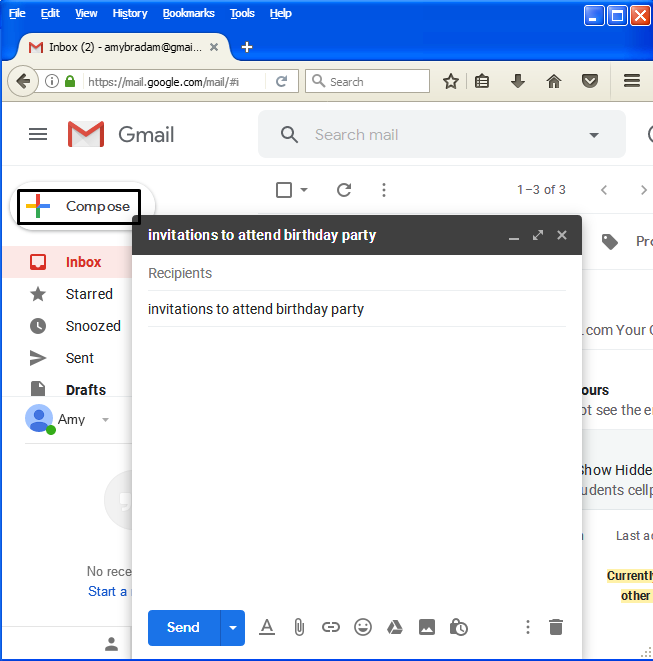 File Edit View History Bookmarks Tools Help
Inbox (2) - amybradam@gmai...
https://mail.google.com/mail/#i
Search
Gmail
Search mail
Compose
1–3 of 3
invitations to attend birthday party
Inbox
Recipients
Starred
invitations to attend birthday party
Snoozed
.com Your
Sent
Drafts
ours
Amy
ot see the
Show Hidde
udents cellp
Last ac
No rece
Currently
Start a
other
Send